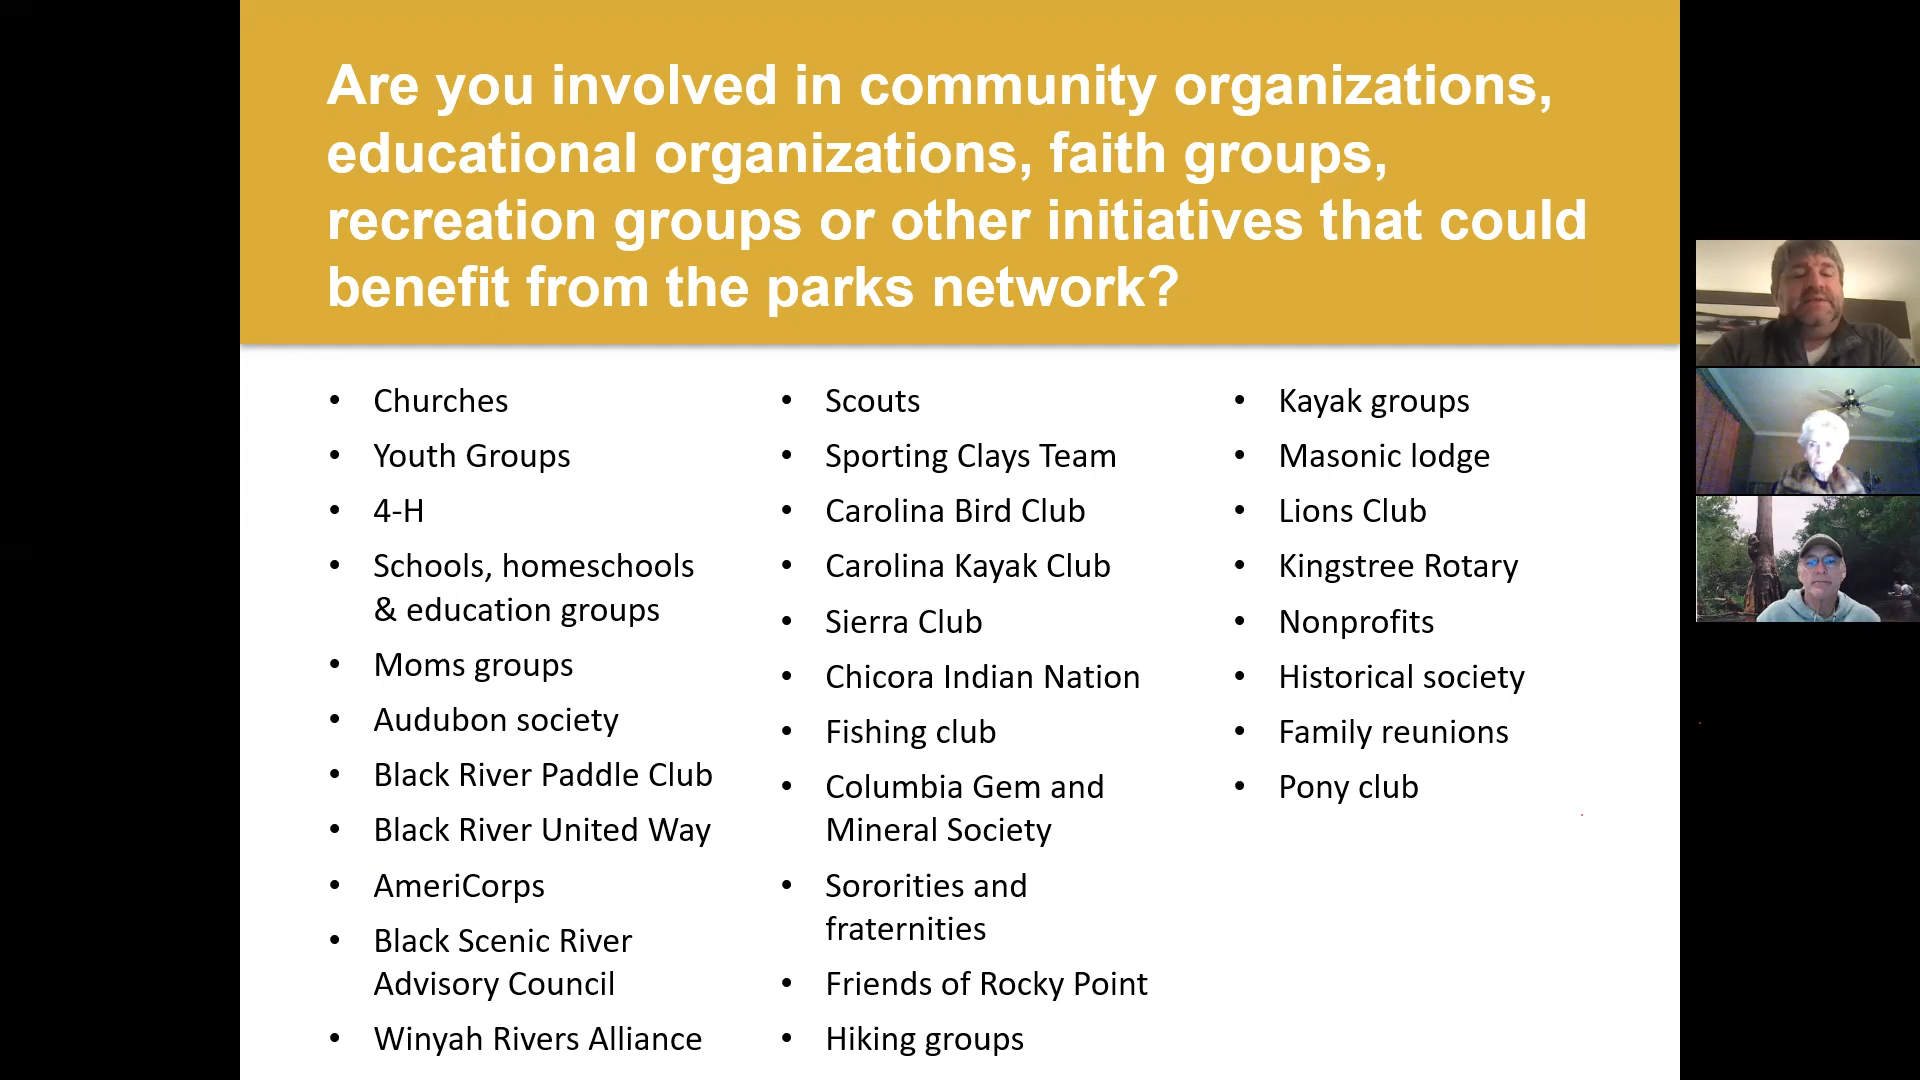 Are you involved in community organizations,
educational organizations, faith groups,
recreation groups or other initiatives that could
benefit from the parks network?
• Churches
• Youth Groups
• 4-H
• Schools, homeschools
& education groups
• Moms groups
• Audubon society
• Black River Paddle Club
• Black River United Way
• AmeriCorps
• Black Scenic River
Advisory Council
• Winyah Rivers Alliance
• Scouts
• Sporting Clays Team
• Carolina Bird Club
• Carolina Kayak Club
• Sierra Club
• Chicora Indian Nation
• Fishing club
• Columbia Gem and
Mineral Society
• Sororities and
fraternities
• Friends of Rocky Point
• Hiking groups
• Kayak groups
• Masonic lodge
• Lions Club
• Kingstree Rotary
• Nonprofits
• Historical society
• Family reunions
• Pony club